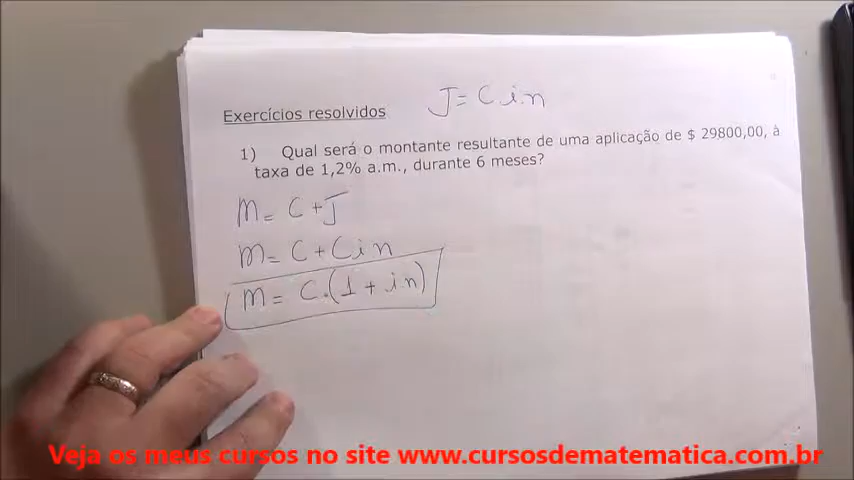 Exercícios resolvidos J = C i.n
1) Qual será o montante resultante de uma aplicação de $ 29800,00, à
taxa de 1,2% a.m., durante 6 meses?
M = C + J
M = C + C i n
M = C.(1 + i n)
Veja os meus cursos no site www.cursosdematematica.com.br